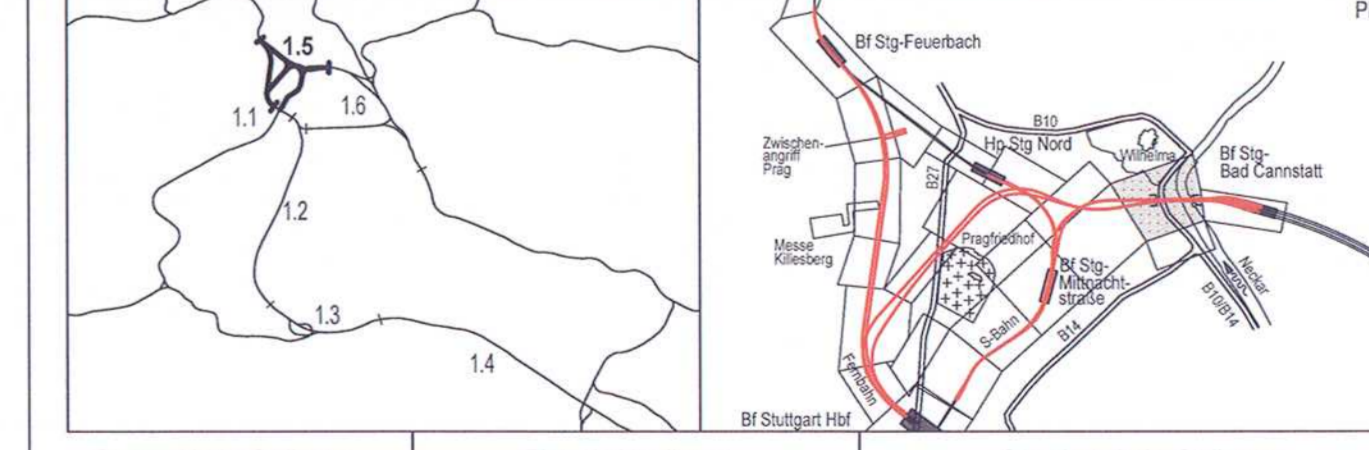 1.5
1.6
1.1
1.2
1.3
1.4
P
Bf Stg-Feuerbach
B10
Zwischen-
angriff
Prag
Hp Stg Nord
Wilhelma
Bf Stg-
Bad Cannstatt
B27
Messe
Killesberg
Pragfriedhof
Bf Stg-
Mittnacht-
straße
Neckar
B10/B14
S-Bahn
B14
Fernbahn
Bf Stuttgart Hbf